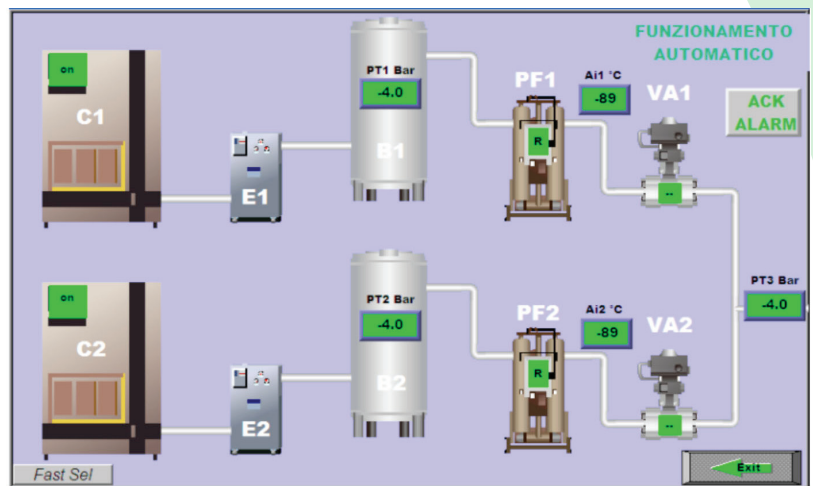 FUNZIONAMENTO
AUTOMATICO
ACK
ALARM
on
C1
E1
PT1 Bar
-4.0
B1
PF1
R
Ai1 °C
-89
VA1
--
PT3 Bar
-4.0
on
C2
E2
PT2 Bar
-4.0
B2
PF2
R
Ai2 °C
-89
VA2
--
Fast Sel
Exit